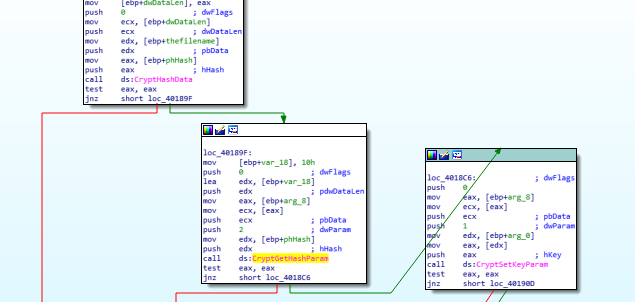 mov [ebp+dwDataLen], eax
push 0 ; dwFlags
mov ecx, [ebp+dwDataLen]
push ecx ; dwDataLen
mov edx, [ebp+thefilename]
push edx ; pbData
mov eax, [ebp+phHash]
push eax ; hHash
call ds:CryptHashData
test eax, eax
jnz short loc_40189F
loc_40189F:
mov [ebp+var_18], 10h
push 0 ; dwFlags
lea edx, [ebp+var_18]
push edx ; pdwDataLen
mov eax, [ebp+arg_8]
mov ecx, [eax]
push ecx ; pbData
push 2 ; dwParam
mov edx, [ebp+phHash]
push edx ; hHash
call ds:CryptGetHashParam
test eax, eax
jnz short loc_4018C6
loc_4018C6: ; dwFlags
push 0
mov eax, [ebp+arg_8]
mov ecx, [eax]
push ecx ; pbData
push 1 ; dwParam
mov edx, [ebp+arg_0]
mov eax, [edx]
push eax ; hKey
call ds:CryptSetKeyParam
test eax, eax
jnz short loc_40190D